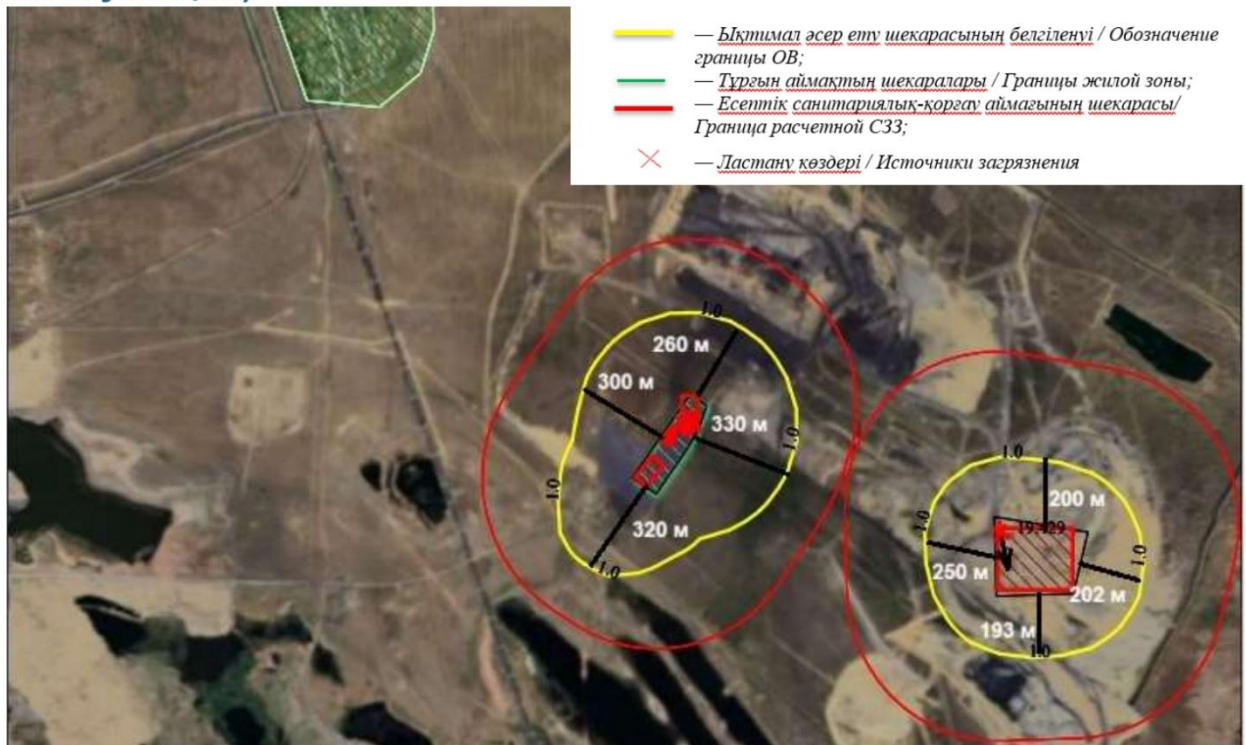 — Ықтимал әсер ету шекарасының белгіленуі / Обозначение
границы ОВ;
— Тұрғын аймақтың шекаралары / Границы жилой зоны;
— Есептік санитариялық-қорғау аймағының шекарасы/
Граница расчетной СЗЗ;
— Ластану көздері / Источники загрязнения
1.0
260 м
300 м
330 м
1.0
1.0
320 м
1.0
1.0
200 м
1.0
1.0
250 м
202 м
193 м
1.0